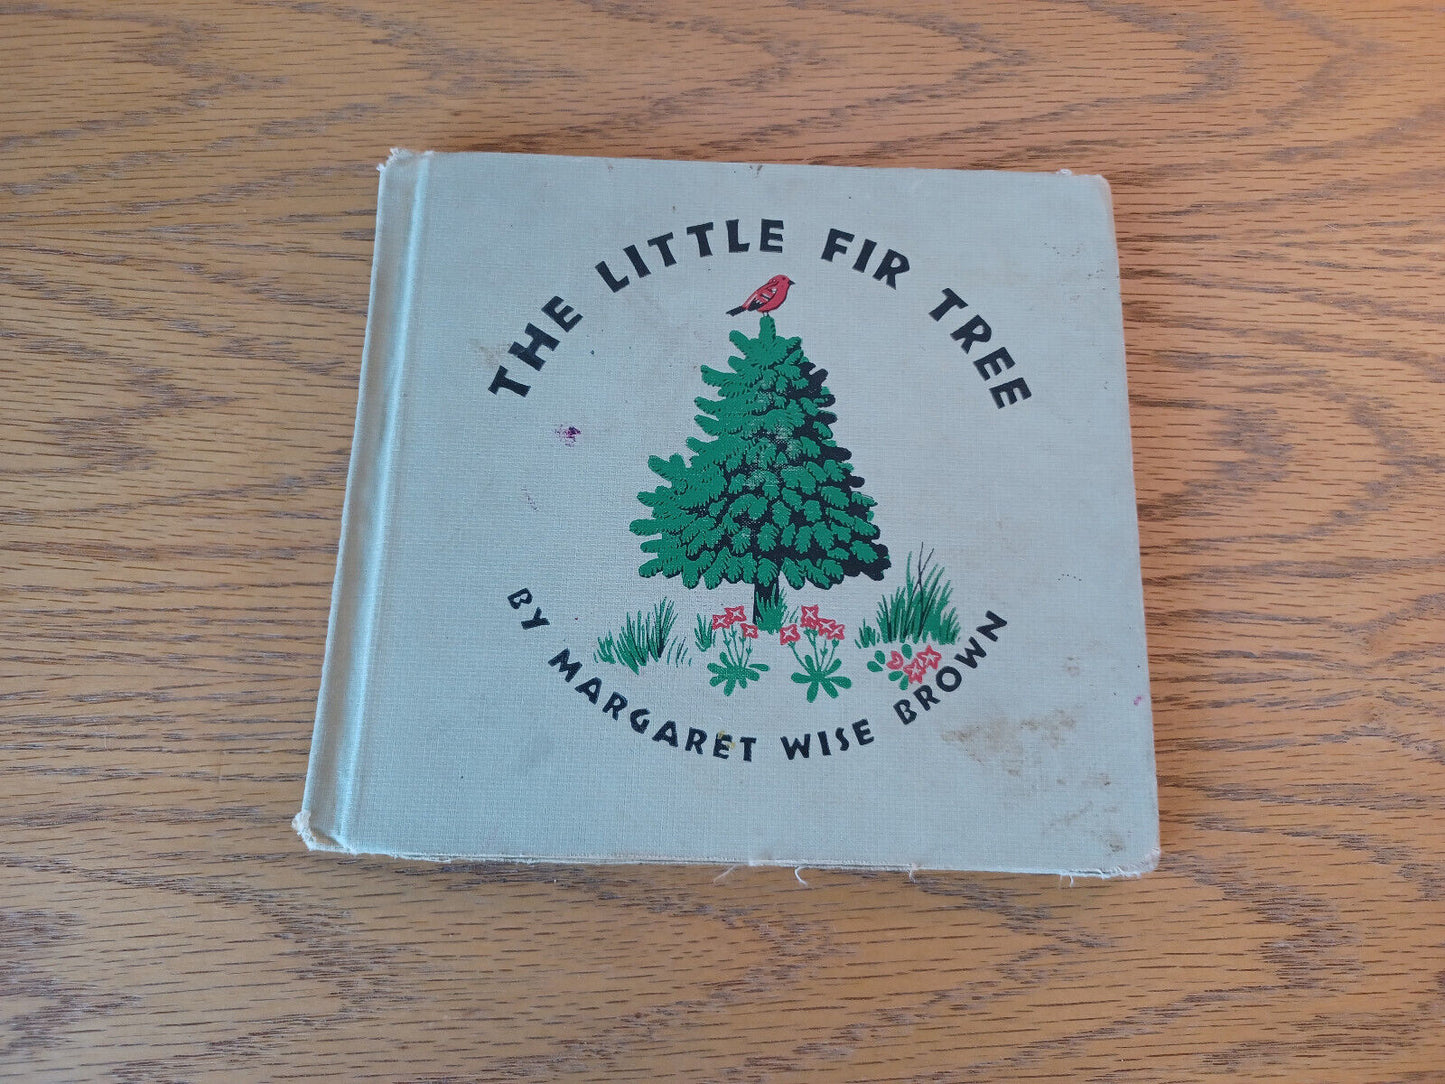 THE LITTLE FIR TREE
BY MARGARET WISE BROWN